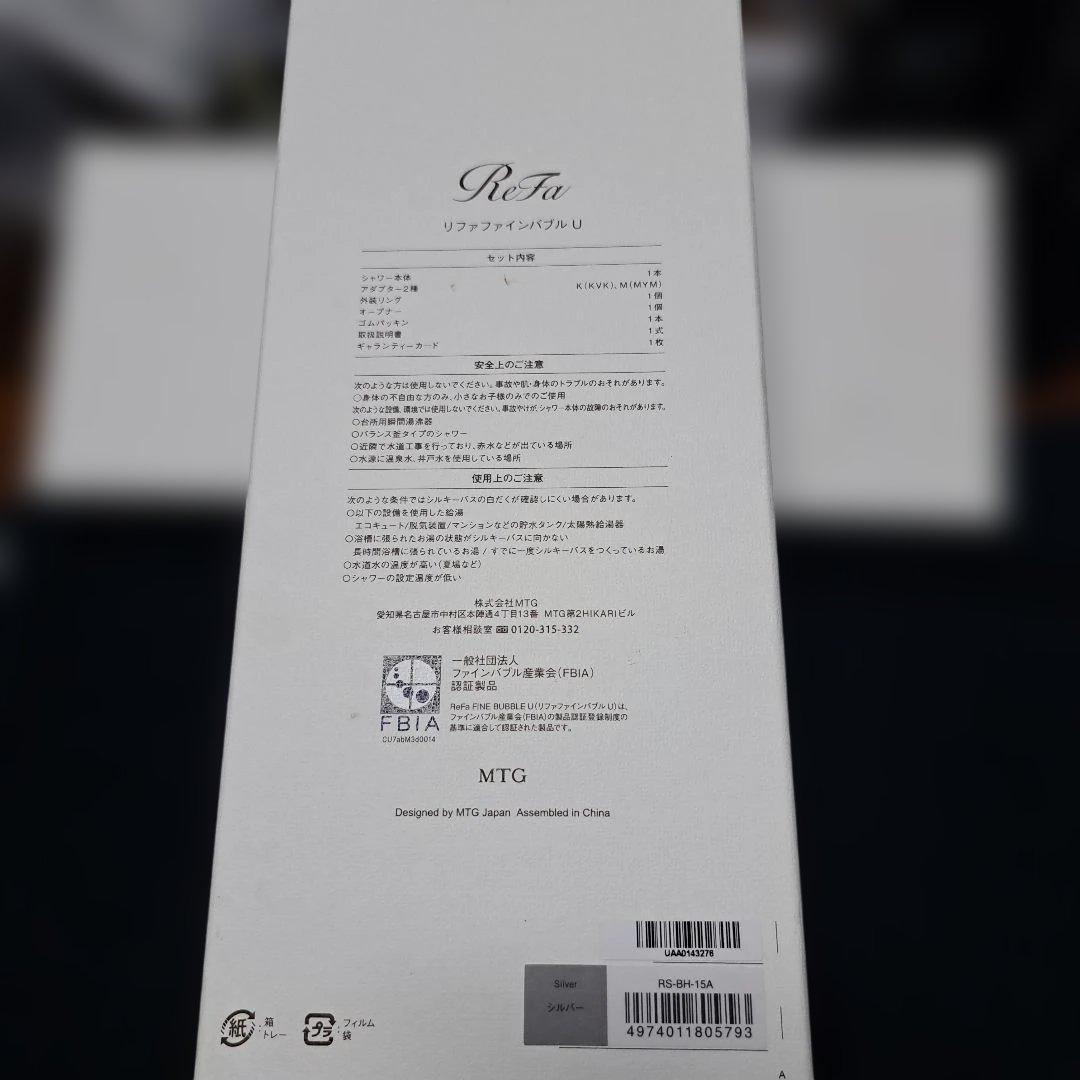 ReFa
リファファインバブル U
セット内容
シャワー本体 1本
アダプター2種 K(KVK)、M(MYM)
外装リング 1個
オープナー 1個
ゴムパッキン 1本
取扱説明書 1式
ギャランティーカード 1枚
安全上のご注意
次のような方は使用しないでください。事故や肌・身体のトラブルのおそれがあります。
○身体の不自由な方のみ、小さなお子様のみでのご使用
次のような設備、環境では使用しないでください。事故やけが、シャワー本体の故障のおそれがあります。
○台所用瞬間湯沸器
○バランス釜タイプのシャワー
○近隣で水道工事を行っており、赤水などが出ている場所
○水源に温泉水、井戸水を使用している場所
使用上のご注意
次のような条件ではシルキーバスの白だくが確認しにくい場合があります。
○以下の設備を使用した給湯
エコキュート/脱気装置/マンションなどの貯水タンク/太陽熱給湯器
○浴槽に張られたお湯の状態がシルキーバスに向かない
長時間浴槽に張られているお湯 / すでに一度シルキーバスをつくっているお湯
○水道水の温度が高い(夏場など)
○シャワーの設定温度が低い
株式会社MTG
愛知県名古屋市中村区本陣通4丁目13番 MTG第2HIKARIビル
お客様相談室 0120-315-332
一般社団法人
ファインバブル産業会(FBIA)
認証製品
ReFa FINE BUBBLE U(リファファインバブル U)は、
ファインバブル産業会(FBIA)の製品認証登録制度の
基準に適合して認証された製品です。
FBIA
CU7abM3d0014
MTG
Designed by MTG Japan Assembled in China
UAA0143276
Silver
シルバー
RS-BH-15A
4974011805793
紙 : 箱
トレー
プラ : フィルム
袋
A